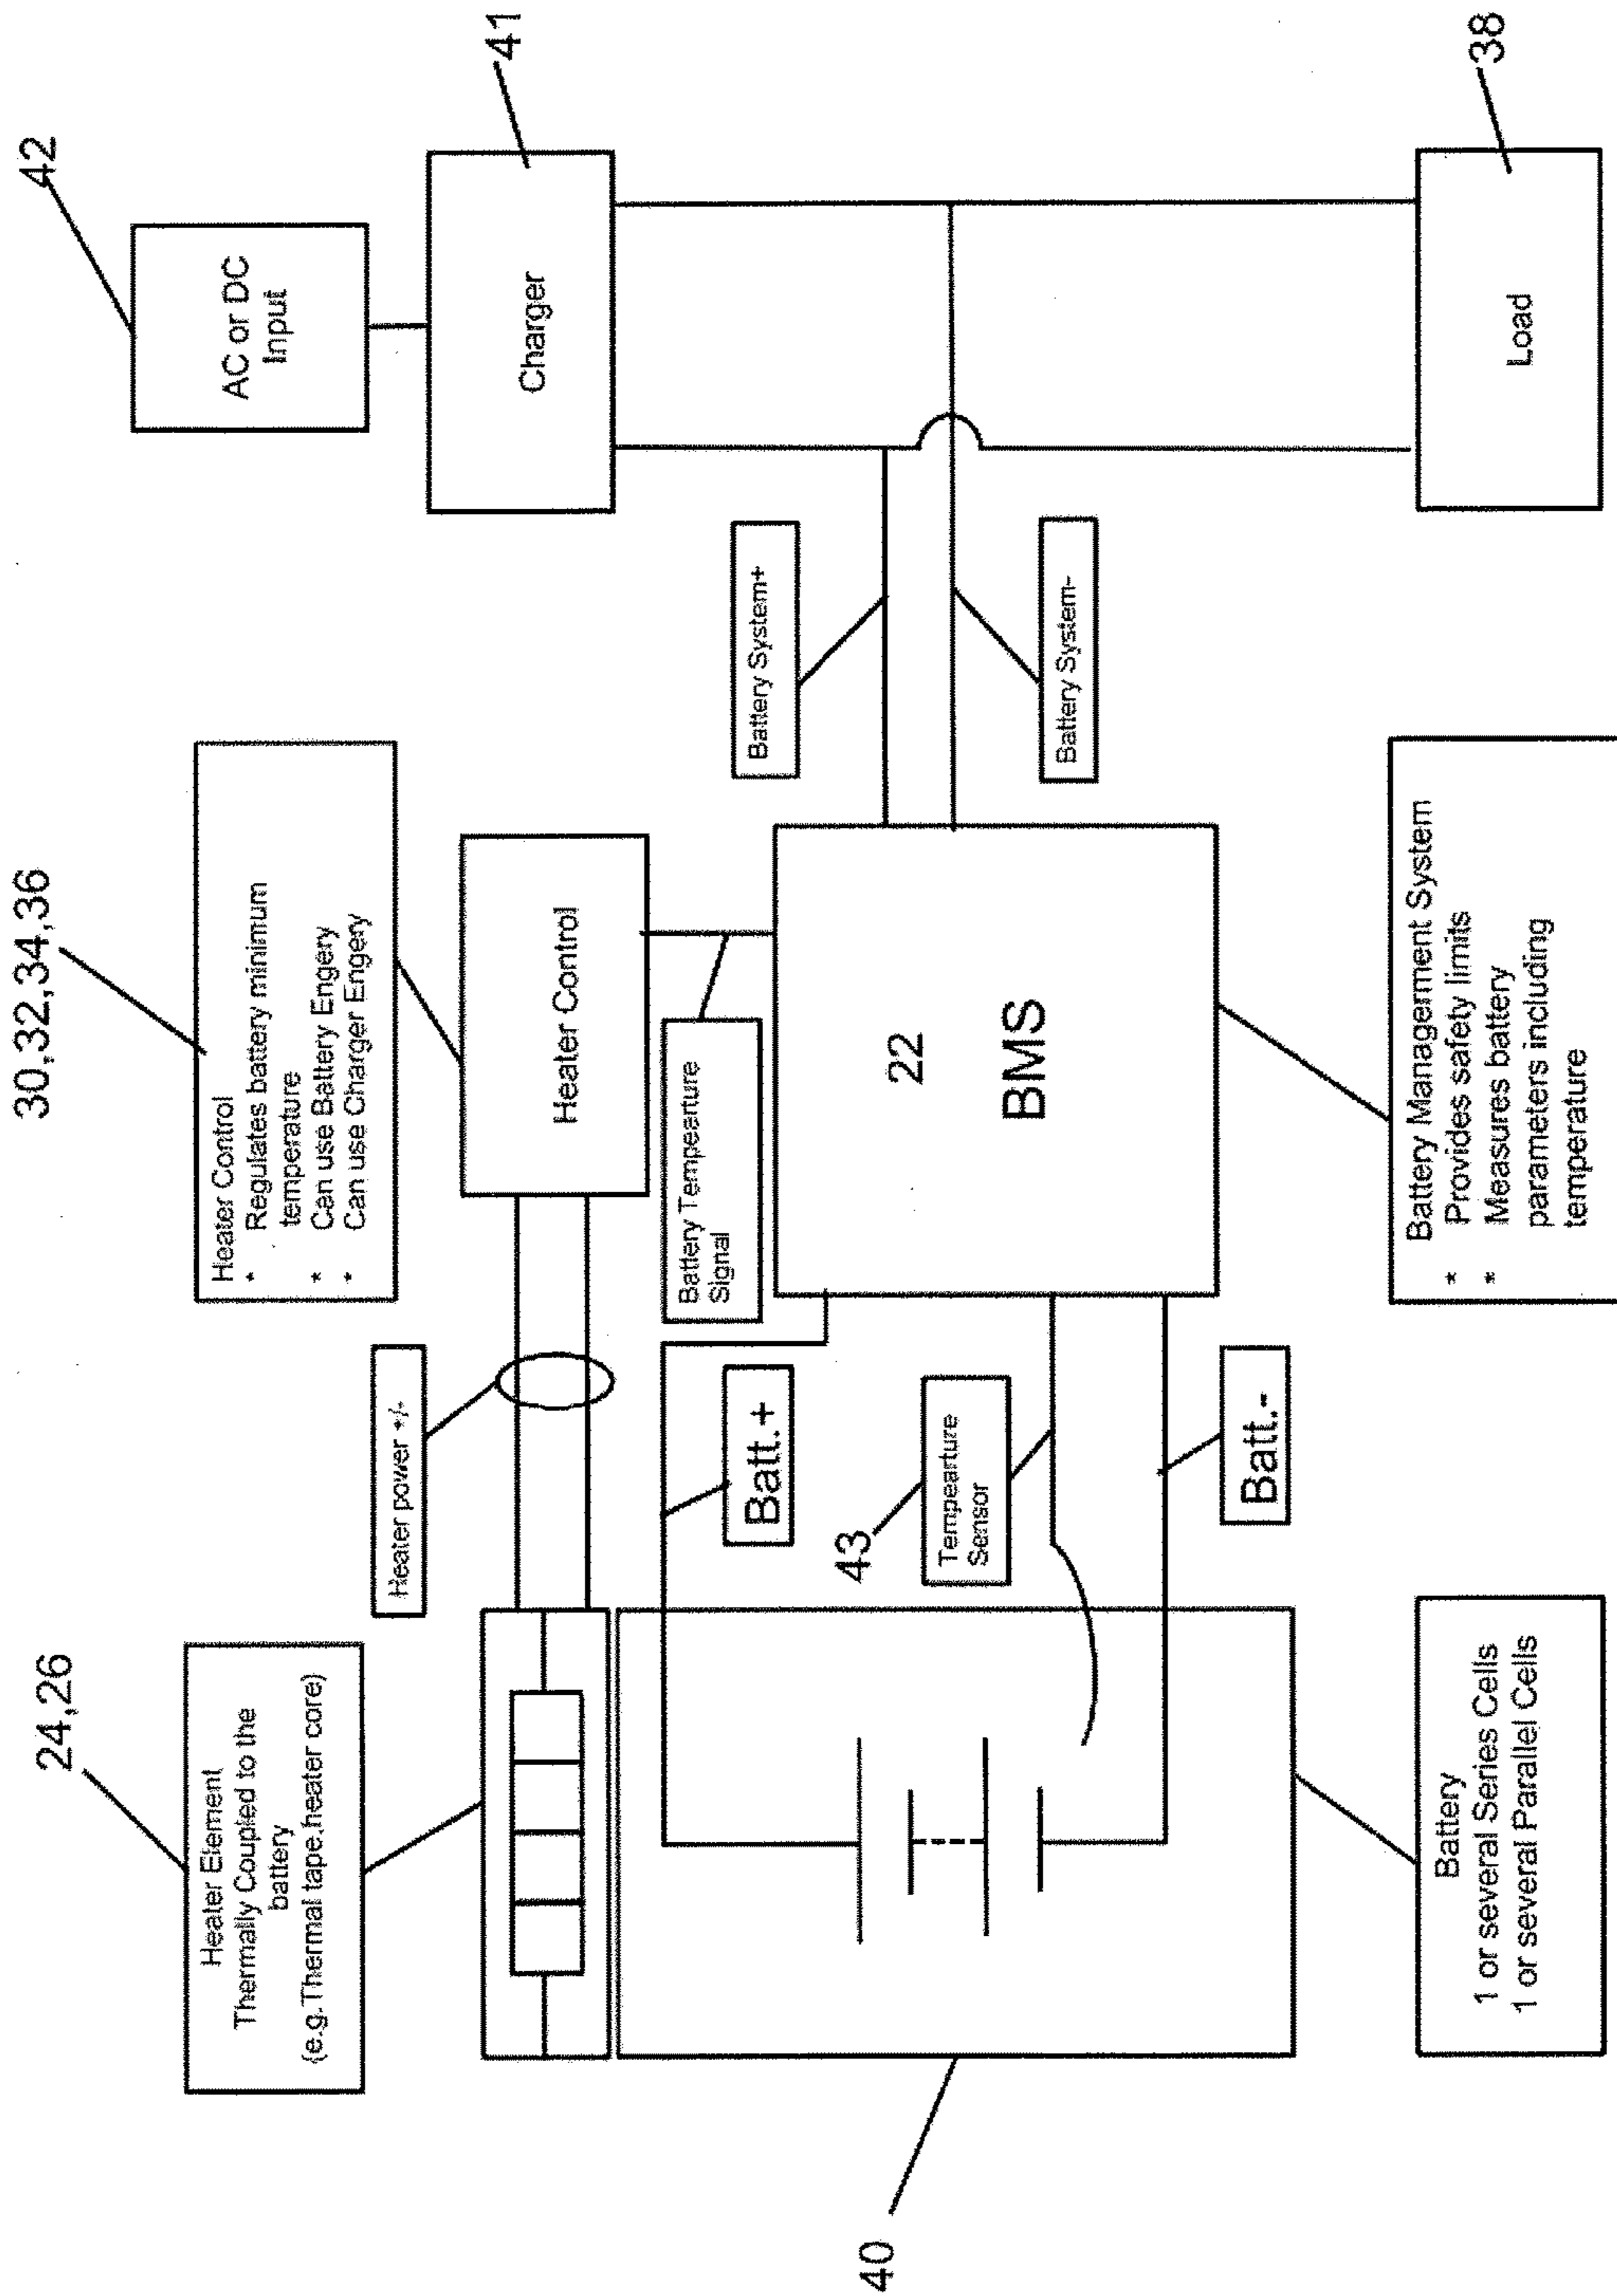 24,26
Heater Element
Thermally Coupled to the
battery
(e.g.Thermal tape,heater core)
30,32,34,36
Heater Control
* Regulates battery minimum
temperature
* Can use Battery Engery
* Can use Charger Engery
42
AC or DC
Input
41
Charger
Heater power +/-
Heater Control
Battery Tempearture
Signal
Battery System+
Battery System-
Batt.+
43
Tempearture
Sensor
Batt.-
22
BMS
40
Battery
1 or several Series Cells
1 or several Parallel Cells
Battery Management System
* Provides safety limits
* Measures battery
parameters including
temperature
Load
38